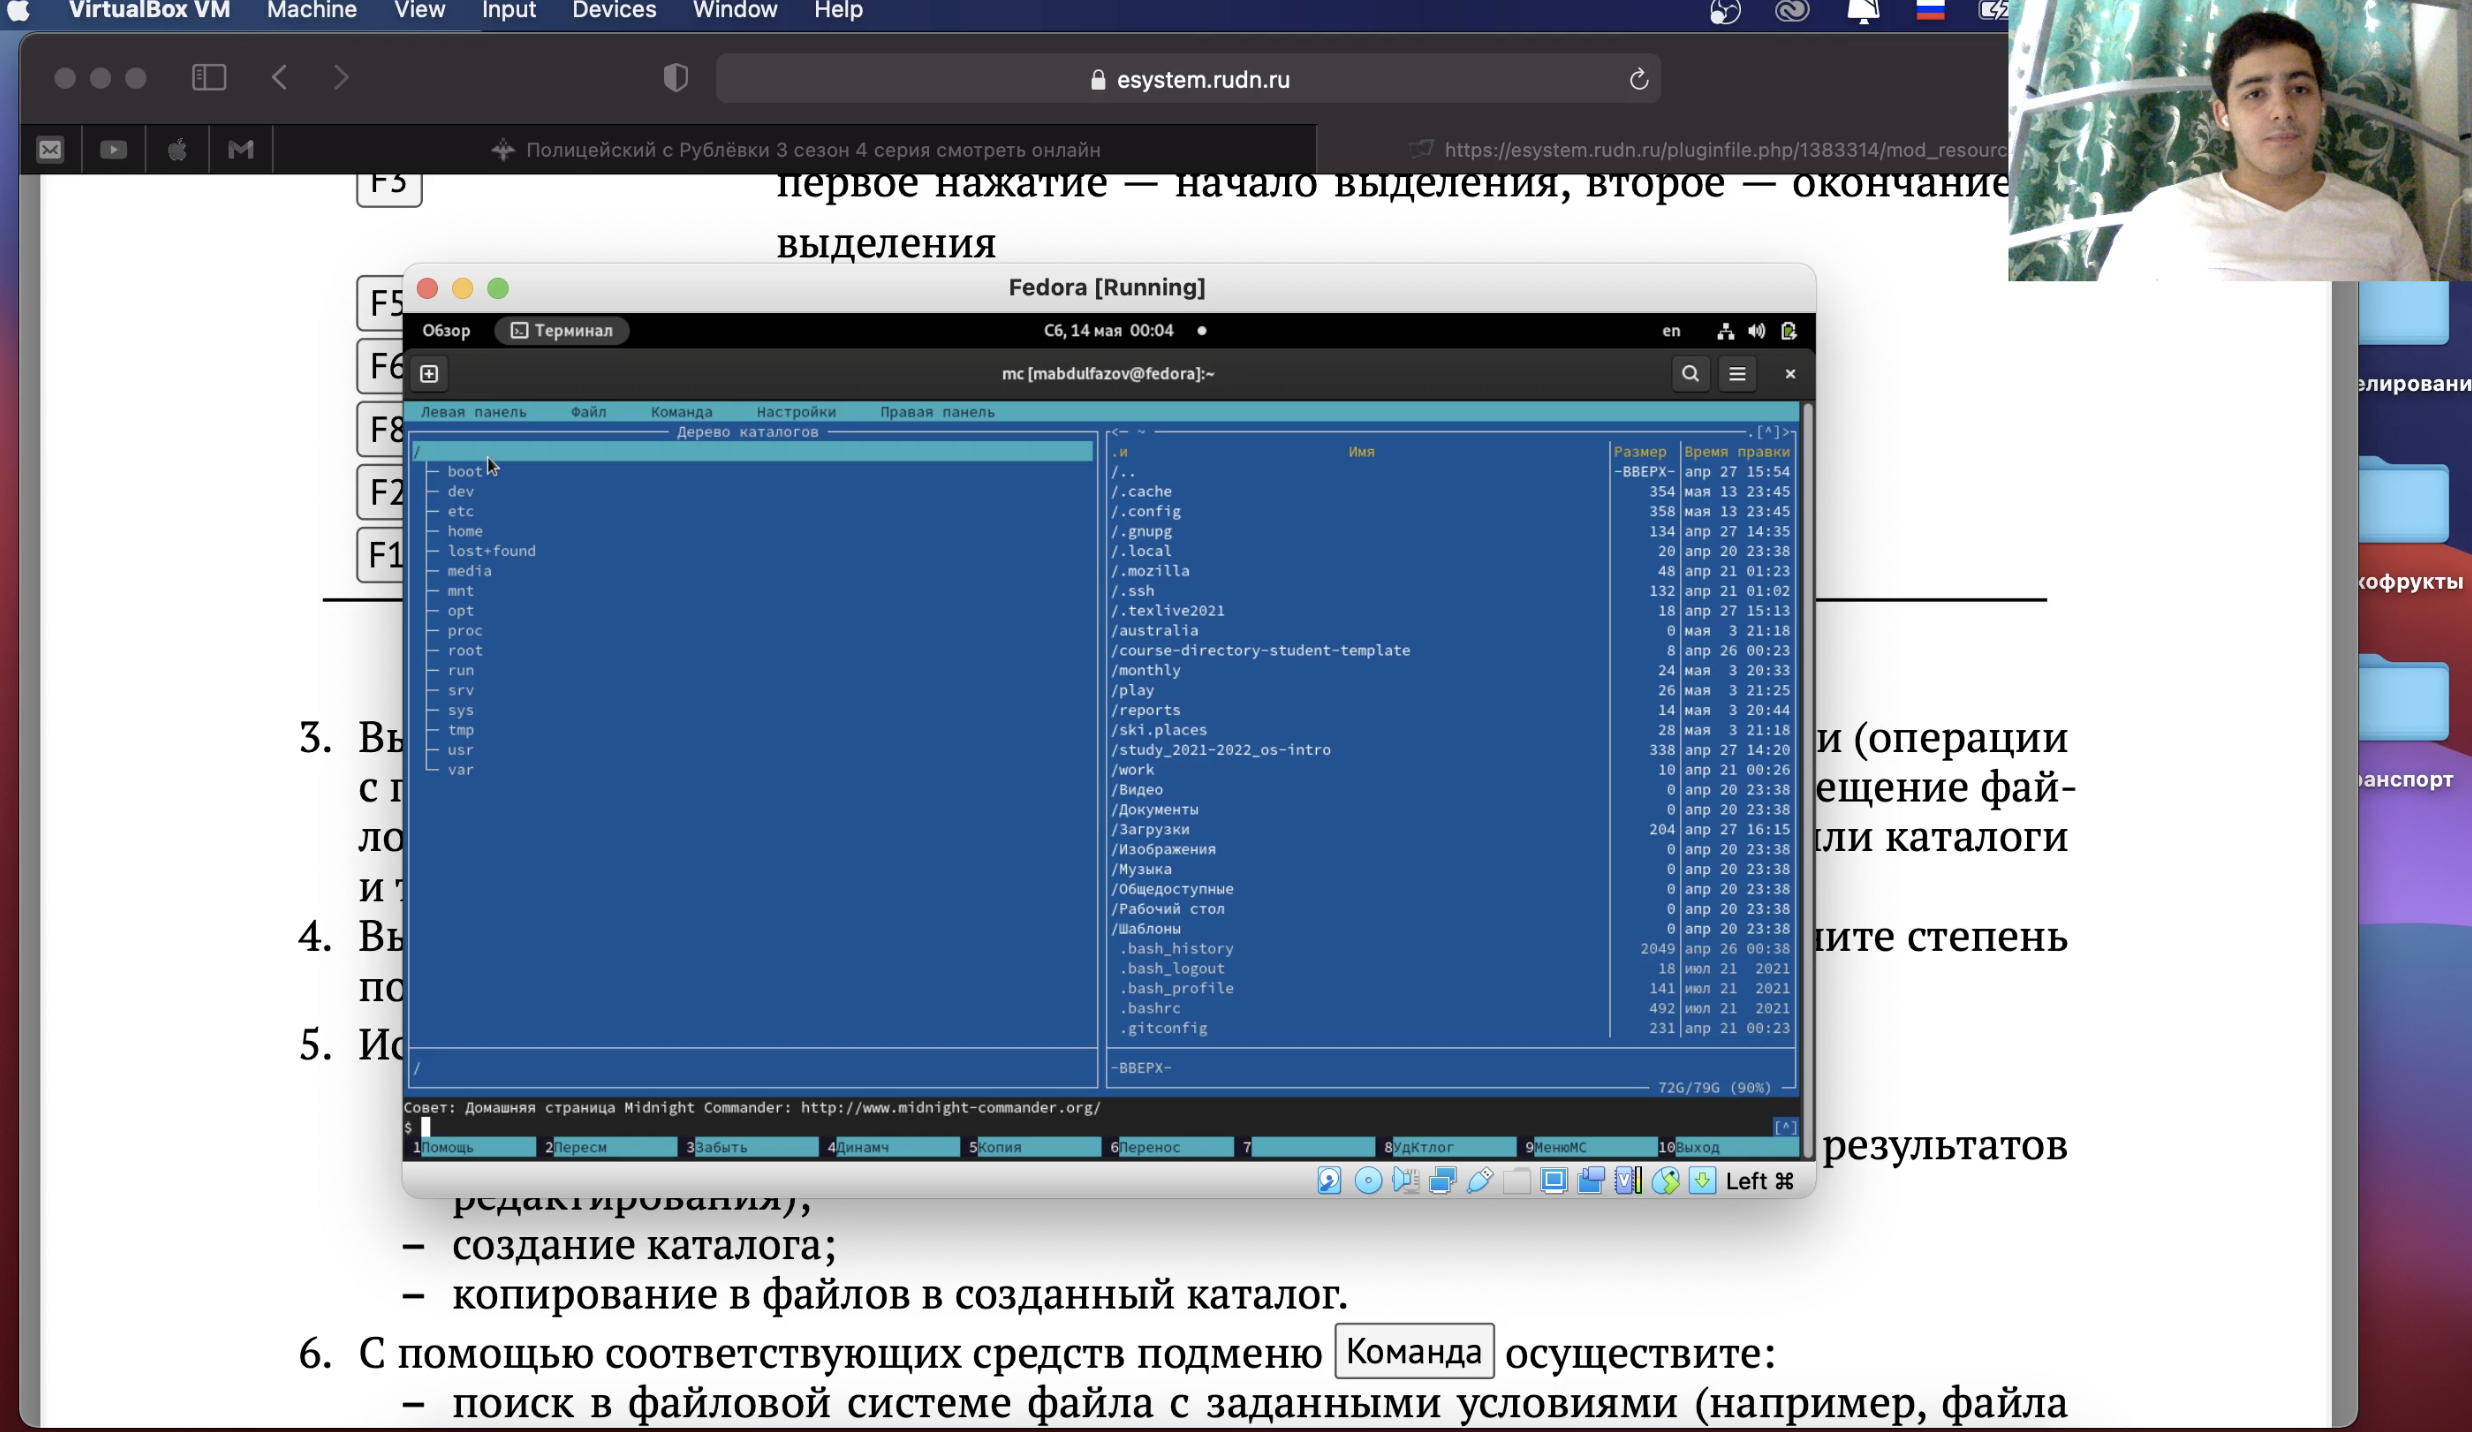 VirtualBox VM Machine View Input Devices Window Help
esystem.rudn.ru
Полицейский с Рублёвки 3 сезон 4 серия смотреть онлайн
https://esystem.rudn.ru/pluginfile.php/1383314/mod_resourc
F3 первое нажатие — начало выделения, второе — окончание
выделения
F5
F6
F8
F2
F1
Fedora [Running]
Обзор Терминал Сб, 14 мая 00:04 en
mc [mabdulfazov@fedora]:~
Левая панель Файл Команда Настройки Правая панель
Дерево каталогов
/
boot
dev
etc
home
lost+found
media
mnt
opt
proc
root
run
srv
sys
tmp
usr
var
/
<— ~ .[^]>
.и Имя Размер Время правки
/.. -ВВЕРХ- апр 27 15:54
/.cache 354 мая 13 23:45
/.config 358 мая 13 23:45
/.gnupg 134 апр 27 14:35
/.local 20 апр 20 23:38
/.mozilla 48 апр 21 01:23
/.ssh 132 апр 21 01:02
/.texlive2021 18 апр 27 15:13
/australia 0 мая 3 21:18
/course-directory-student-template 8 апр 26 00:23
/monthly 24 мая 3 20:33
/play 26 мая 3 21:25
/reports 14 мая 3 20:44
/ski.places 28 мая 3 21:18
/study_2021-2022_os-intro 338 апр 27 14:20
/work 10 апр 21 00:26
/Видео 0 апр 20 23:38
/Документы 0 апр 20 23:38
/Загрузки 204 апр 27 16:15
/Изображения 0 апр 20 23:38
/Музыка 0 апр 20 23:38
/Общедоступные 0 апр 20 23:38
/Рабочий стол 0 апр 20 23:38
/Шаблоны 0 апр 20 23:38
.bash_history 2049 апр 26 00:38
.bash_logout 18 июл 21 2021
.bash_profile 141 июл 21 2021
.bashrc 492 июл 21 2021
.gitconfig 231 апр 21 00:23
-ВВЕРХ-
72G/79G (90%)
Совет: Домашняя страница Midnight Commander: http://www.midnight-commander.org/
$ [^]
1Помощь 2Пересм 3Забыть 4Динамч 5Копия 6Перенос 7 8УдКтлог 9МенюМС 10Выход
Left ⌘
3. Вы и (операции
с п ещение фай-
ло или каталоги
и т
4. Вы ните степень
по
5. Ис
результатов
редактирования);
– создание каталога;
– копирование в файлов в созданный каталог.
6. С помощью соответствующих средств подменю Команда осуществите:
– поиск в файловой системе файла с заданными условиями (например, файла
елировани
кофрукты
ранспорт